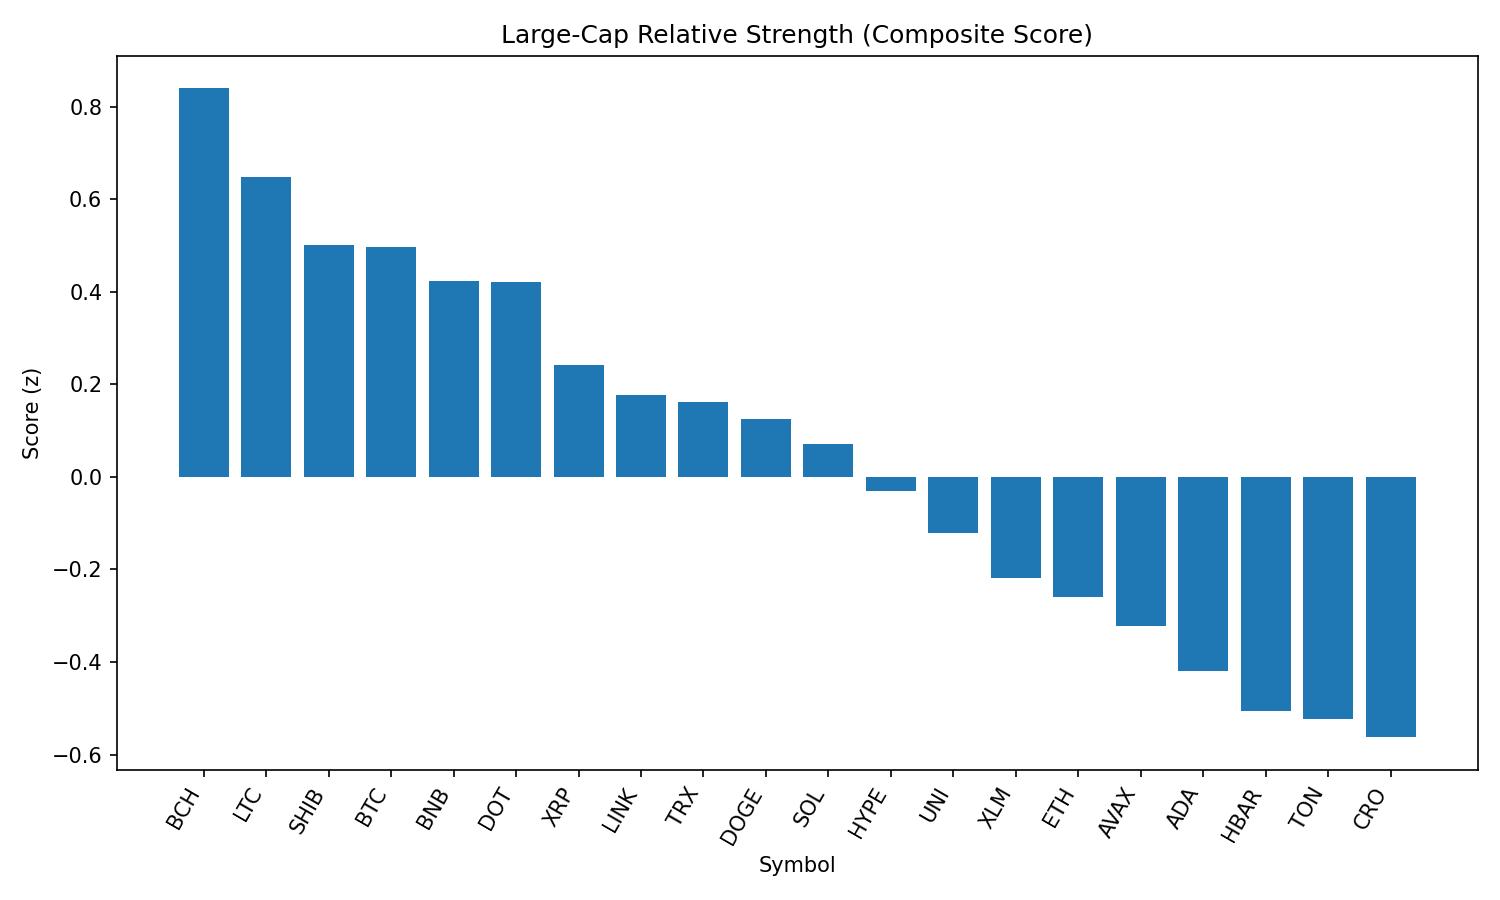 Large-Cap Relative Strength (Composite Score)
Score (z)
0.8
0.6
0.4
0.2
0.0
−0.2
−0.4
−0.6
BCH
LTC
SHIB
BTC
BNB
DOT
XRP
LINK
TRX
DOGE
SOL
HYPE
UNI
XLM
ETH
AVAX
ADA
HBAR
TON
CRO
Symbol